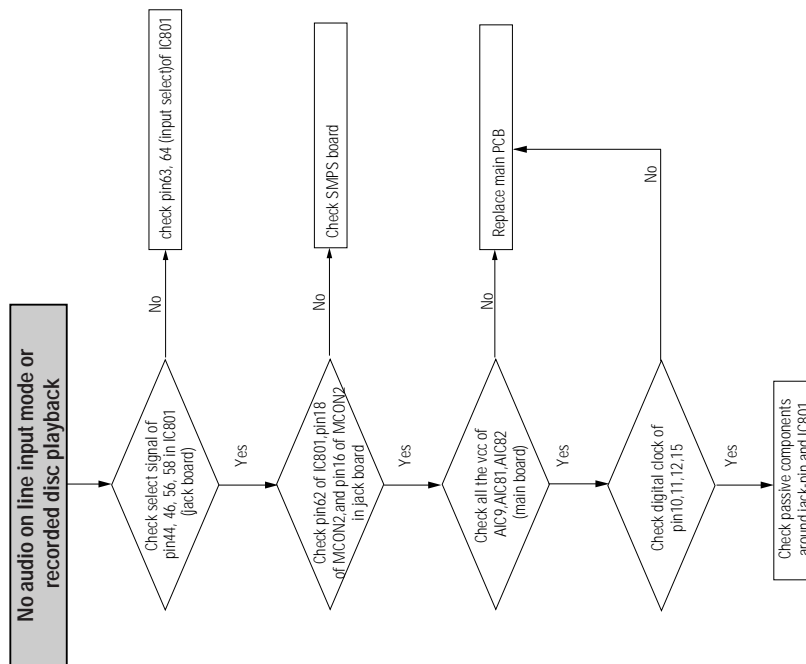 No audio on line input mode or
recorded disc playback
Check select signal of
pin44, 46, 56, 58 in IC801
(jack board)
No
check pin63, 64 (input select)of IC801
Yes
Check pin62 of IC801,pin18
of MCON2,and pin16 of MCON2
in jack board
No
Check SMPS board
Yes
Check all the vcc of
AIC9,AIC81,AIC82
(main board)
No
Replace main PCB
Yes
Check digital clock of
pin10,11,12,15
No
Yes
Check passive components
around jack-pin and IC801